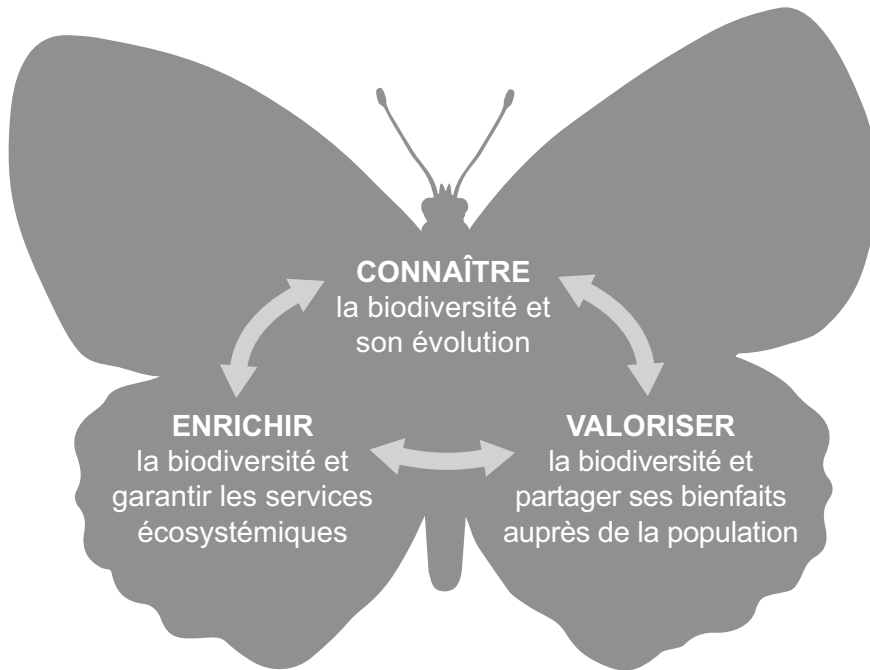 CONNAÎTRE
la biodiversité et
son évolution
ENRICHIR
la biodiversité et
garantir les services
écosystémiques
VALORISER
la biodiversité et
partager ses bienfaits
auprès de la population